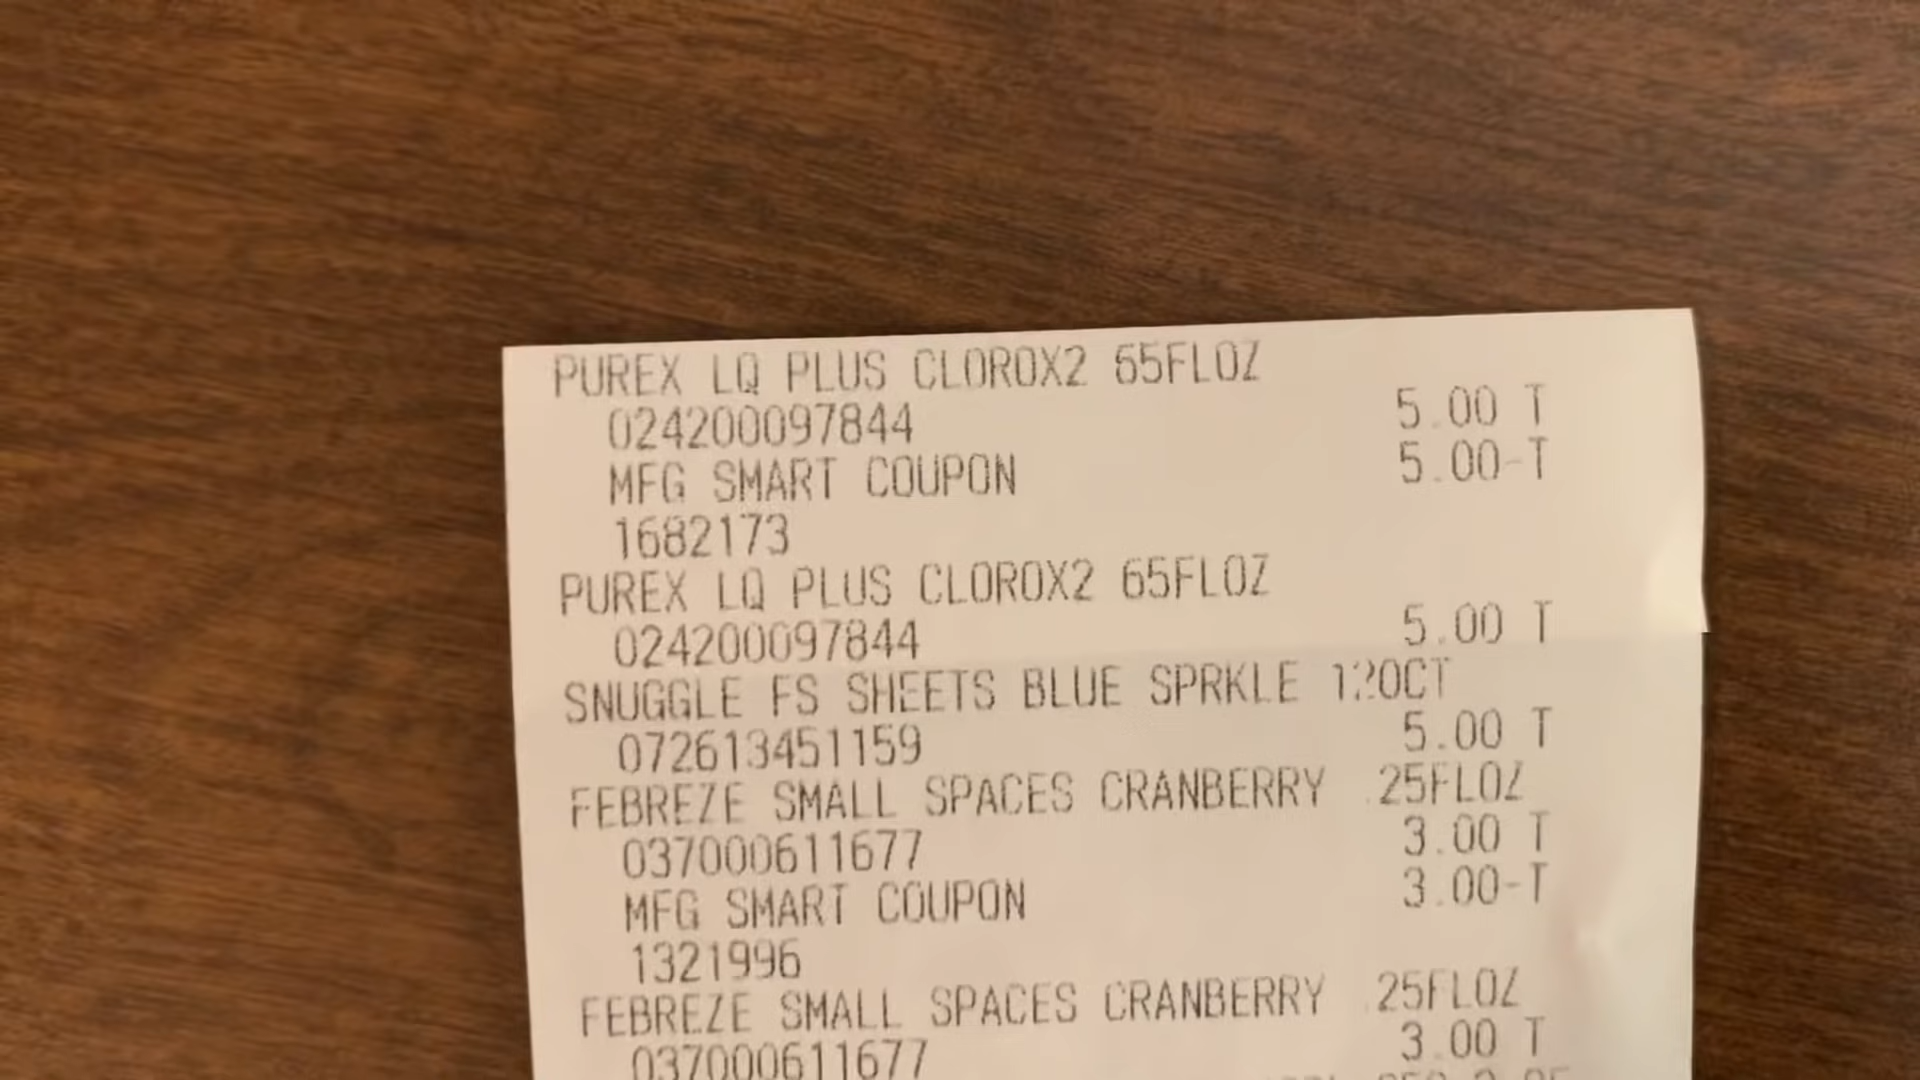 PUREX LQ PLUS CLOROX2 65FLOZ
024200097844 5.00 T
MFG SMART COUPON 5.00-T
1682173
PUREX LQ PLUS CLOROX2 65FLOZ
024200097844 5.00 T
SNUGGLE FS SHEETS BLUE SPRKLE 120CT
072613451159 5.00 T
FEBREZE SMALL SPACES CRANBERRY .25FLOZ
037000611677 3.00 T
MFG SMART COUPON 3.00-T
1321996
FEBREZE SMALL SPACES CRANBERRY .25FLOZ
037000611677 3.00 T